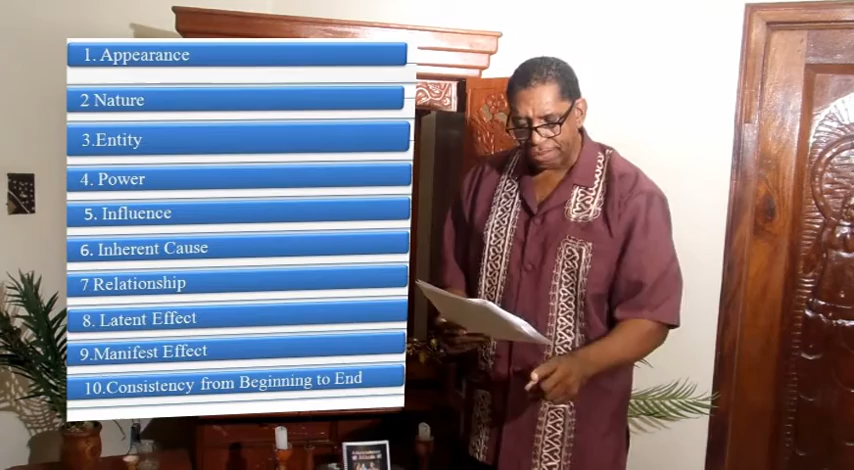 1. Appearance
2 Nature
3.Entity
4. Power
5. Influence
6. Inherent Cause
7 Relationship
8. Latent Effect
9.Manifest Effect
10.Consistency from Beginning to End